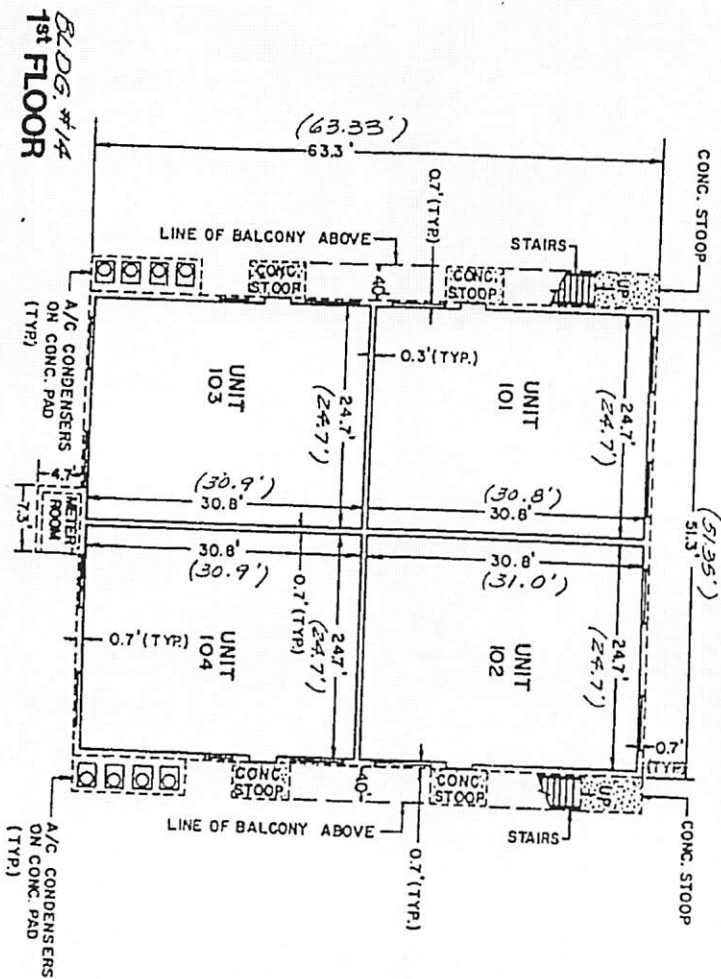 BLDG #14
1st FLOOR
(63.33')
63.3'
CONC. STOOP
0.7' (TYP.)
LINE OF BALCONY ABOVE
STAIRS
CONC.
STOOP
4.0'
CONC.
STOOP
UP
A/C CONDENSERS
ON CONC. PAD
(TYP.)
UNIT
103
24.7'
(24.7')
0.3' (TYP.)
UNIT
101
24.7'
(24.7')
(30.9')
30.8'
(30.8')
30.8'
(51.35')
51.3'
4.7'
7.3'
METER
ROOM
30.8'
(30.9')
0.7' (TYP.)
30.8'
(31.0')
0.7' (TYP.)
UNIT
104
24.7'
(24.7')
UNIT
102
24.7'
(24.7')
0.7'
(TYP.)
CONC.
STOOP
4.0'
CONC.
STOOP
UP
LINE OF BALCONY ABOVE
STAIRS
CONC. STOOP
0.7' (TYP.)
A/C CONDENSERS
ON CONC. PAD
(TYP.)